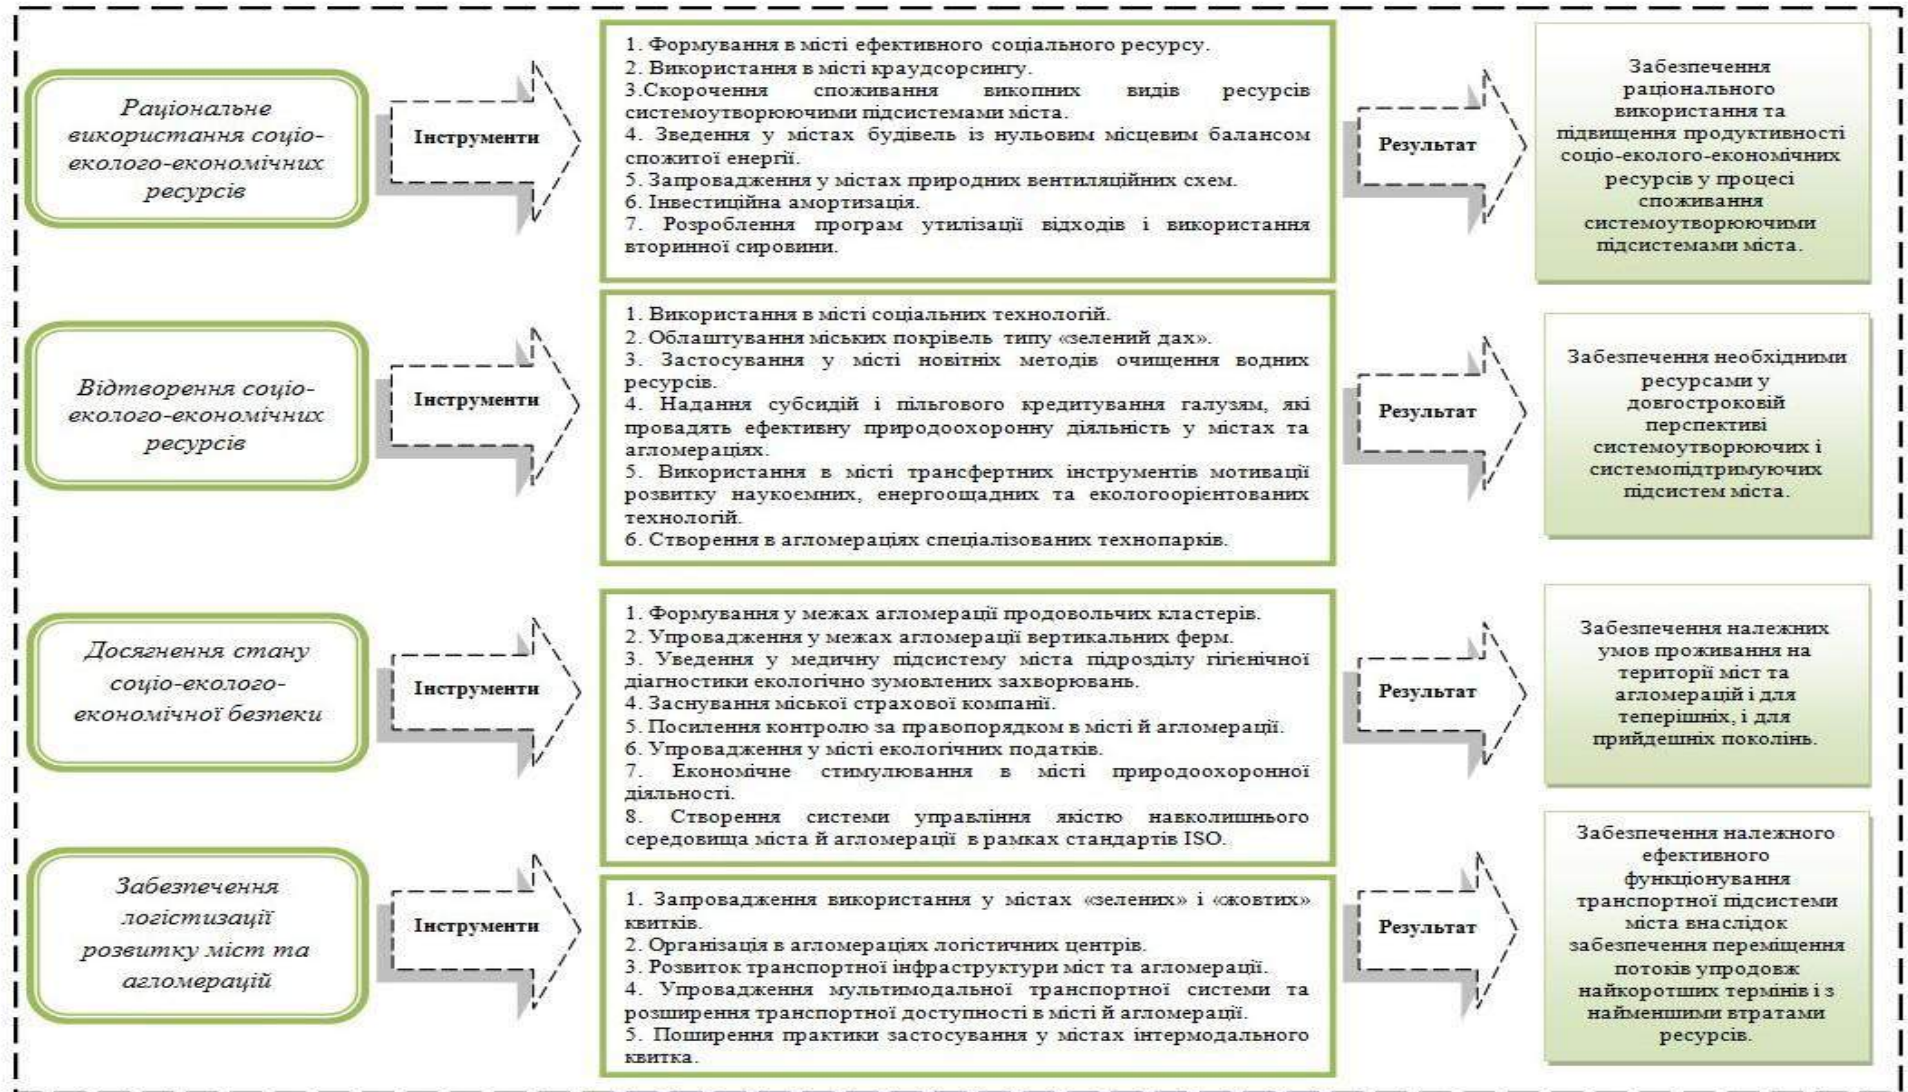 Раціональне
використання соціо-
еколого-економічних
ресурсів
Інструменти
1. Формування в місті ефективного соціального ресурсу.
2. Використання в місті краудсорсингу.
3.Скорочення споживання викопних видів ресурсів
системоутворюючими підсистемами міста.
4. Зведення у містах будівель із нульовим місцевим балансом
спожитої енергії.
5. Запровадження у містах природних вентиляційних схем.
6. Інвестиційна амортизація.
7. Розроблення програм утилізації відходів і використання
вторинної сировини.
Результат
Забезпечення
раціонального
використання та
підвищення продуктивності
соціо-еколого-економічних
ресурсів у процесі
споживання
системоутворюючими
підсистемами міста.
Відтворення соціо-
еколого-економічних
ресурсів
Інструменти
1. Використання в місті соціальних технологій.
2. Облаштування міських покрівель типу «зелений дах».
3. Застосування у місті новітніх методів очищення водних
ресурсів.
4. Надання субсидій і пільгового кредитування галузям, які
провадять ефективну природоохоронну діяльність у містах та
агломераціях.
5. Використання в місті трансфертних інструментів мотивації
розвитку наукоємних, енергоощадних та екологоорієнтованих
технологій.
6. Створення в агломераціях спеціалізованих технопарків.
Результат
Забезпечення необхідними
ресурсами у
довгостроковій
перспективі
системоутворюючих і
системопідтримуючих
підсистем міста.
Досягнення стану
соціо-еколого-
економічної безпеки
Інструменти
1. Формування у межах агломерації продовольчих кластерів.
2. Упровадження у межах агломерації вертикальних ферм.
3. Уведення у медичну підсистему міста підрозділу гігієнічної
діагностики екологічно зумовлених захворювань.
4. Заснування міської страхової компанії.
5. Посилення контролю за правопорядком в місті й агломерації.
6. Упровадження у місті екологічних податків.
7. Економічне стимулювання в місті природоохоронної
діяльності.
8. Створення системи управління якістю навколишнього
середовища міста й агломерації в рамках стандартів ISO.
Результат
Забезпечення належних
умов проживання на
території міст та
агломерацій і для
теперішніх, і для
прийдешніх поколінь.
Забезпечення
логістизації
розвитку міст та
агломерацій
Інструменти
1. Запровадження використання у містах «зелених» і «жовтих»
квитків.
2. Організація в агломераціях логістичних центрів.
3. Розвиток транспортної інфраструктури міст та агломерації.
4. Упровадження мультимодальної транспортної системи та
розширення транспортної доступності в місті й агломерації.
5. Поширення практики застосування у містах інтермодального
квитка.
Результат
Забезпечення належного
ефективного
функціонування
транспортної підсистеми
міста внаслідок
забезпечення переміщення
потоків упродовж
найкоротших термінів і з
найменшими втратами
ресурсів.